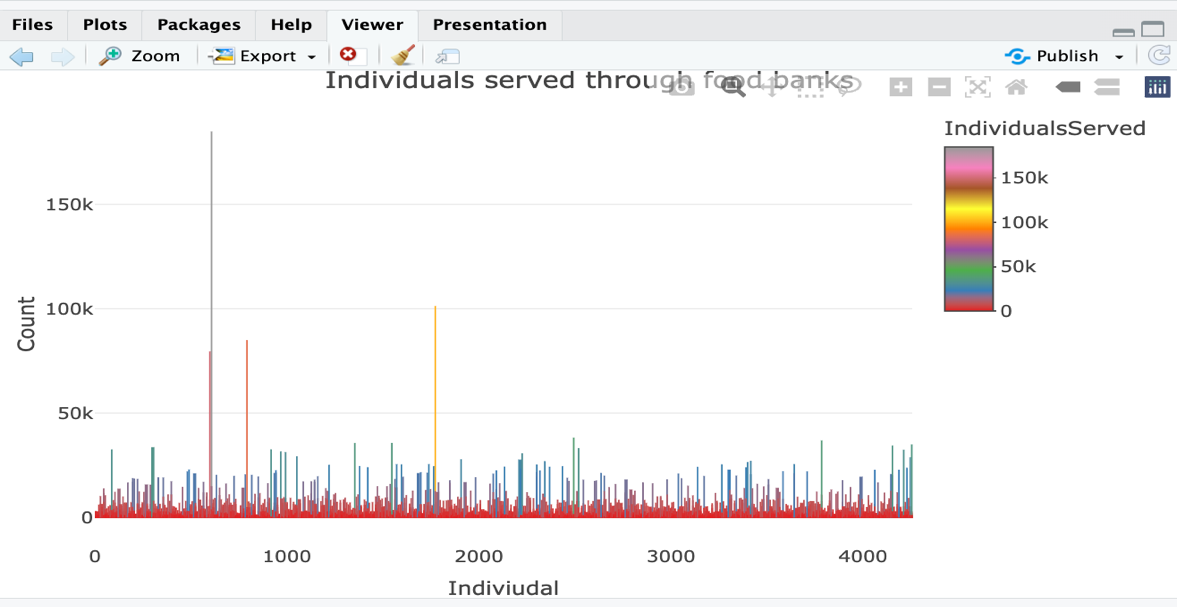 Files Plots Packages Help Viewer Presentation
Zoom Export Publish
Individuals served through food banks
IndividualsServed
150k
100k
50k
0
Count
150k
100k
50k
0
0 1000 2000 3000 4000
Indiviudal